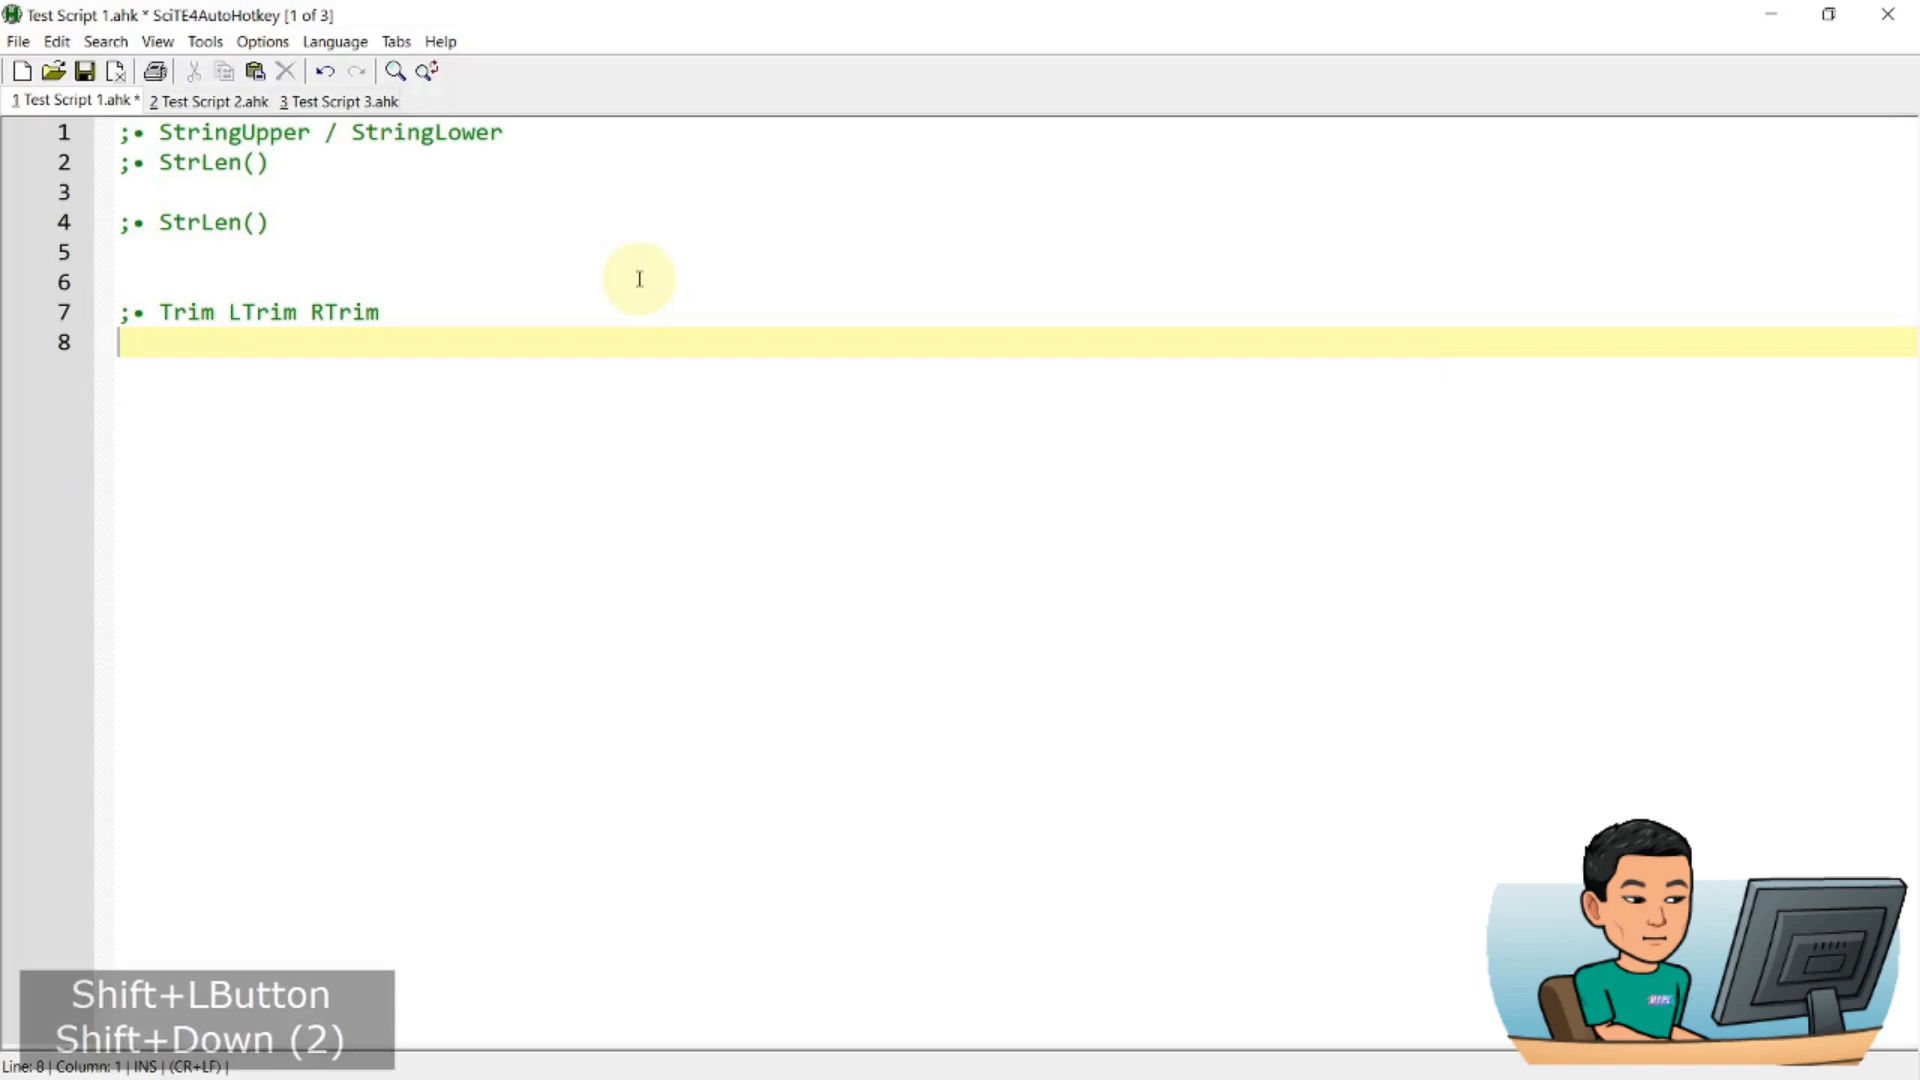 Test Script 1.ahk * SciTE4AutoHotkey [1 of 3]
File Edit Search View Tools Options Language Tabs Help
1 Test Script 1.ahk * 2 Test Script 2.ahk 3 Test Script 3.ahk
1 ;• StringUpper / StringLower
2 ;• StrLen()
3
4 ;• StrLen()
5
6
7 ;• Trim LTrim RTrim
8
Shift+LButton
Shift+Down (2)
Line: 8 | Column: 1 | INS | (CR+LF) |